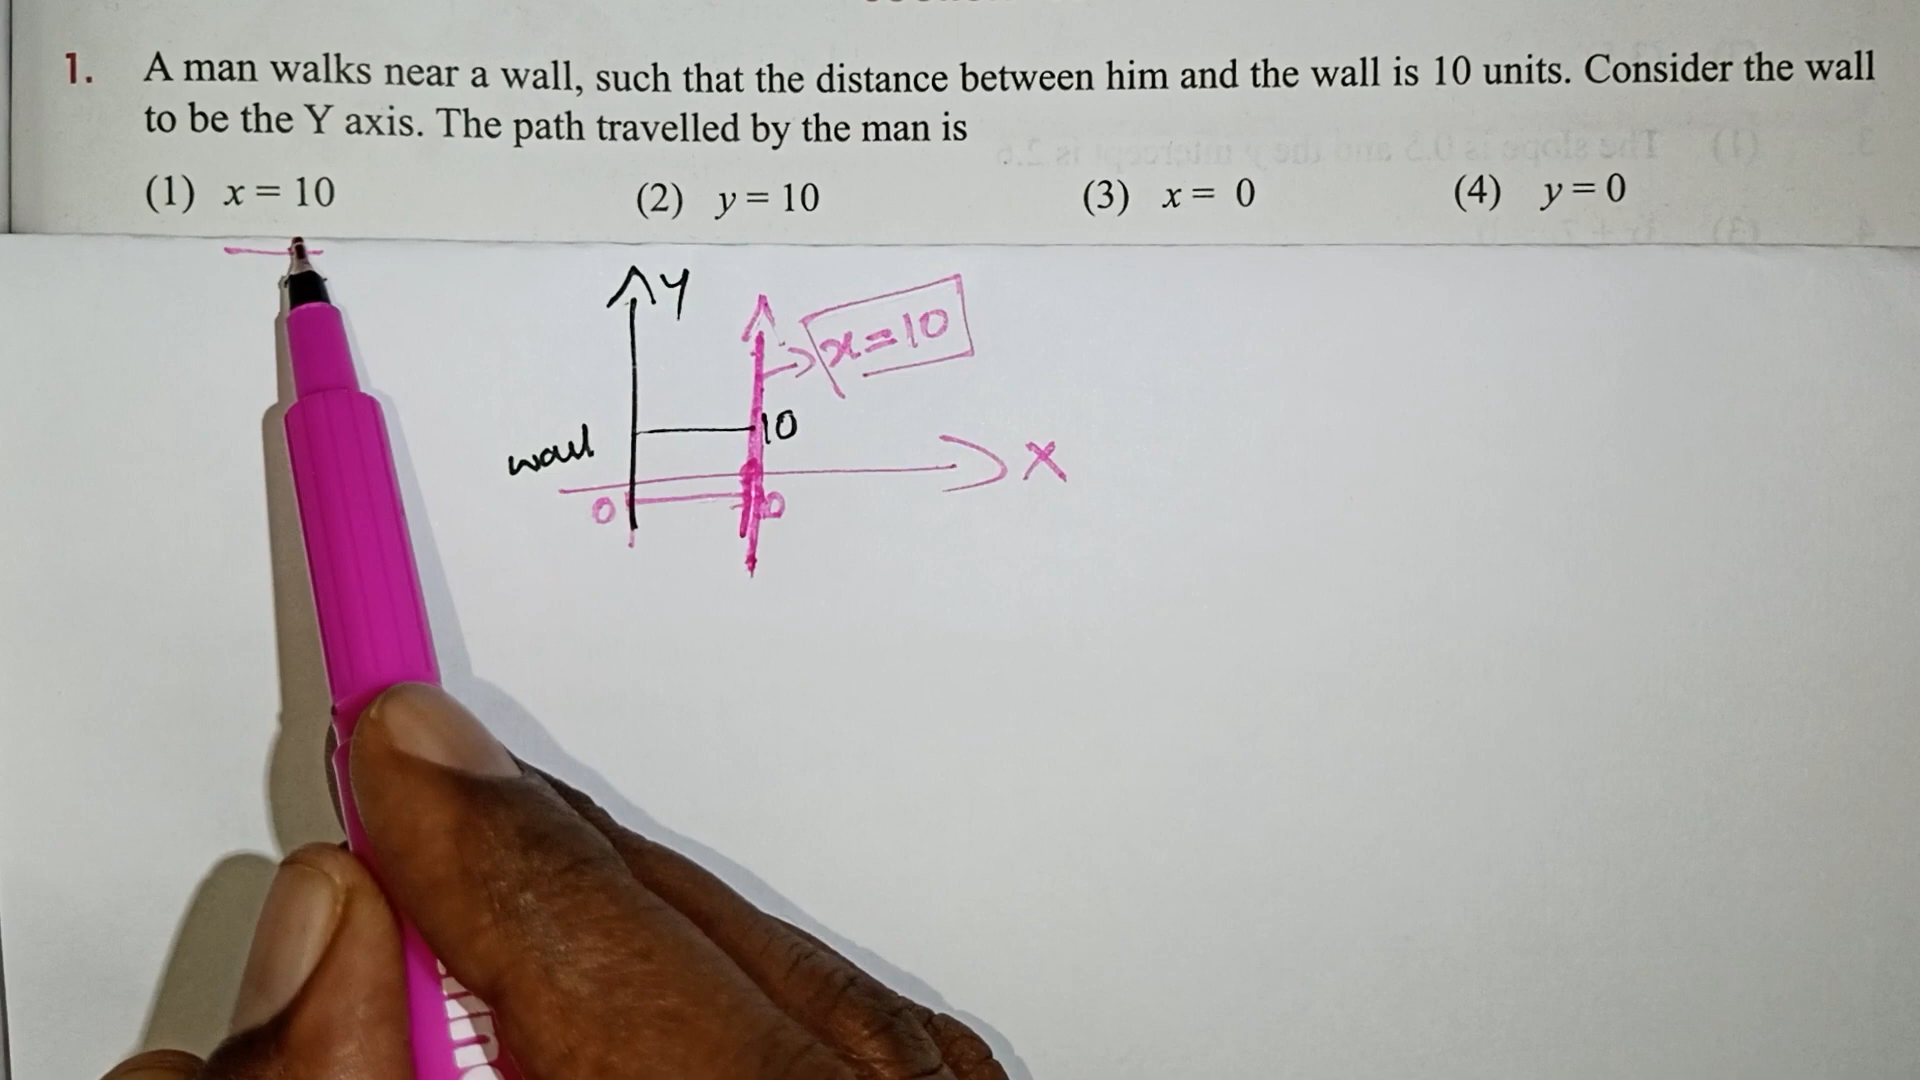 1. A man walks near a wall, such that the distance between him and the wall is 10 units. Consider the wall
to be the Y axis. The path travelled by the man is
(1) x = 10 (2) y = 10 (3) x = 0 (4) y = 0
Y
x=10
10
wall
X
0